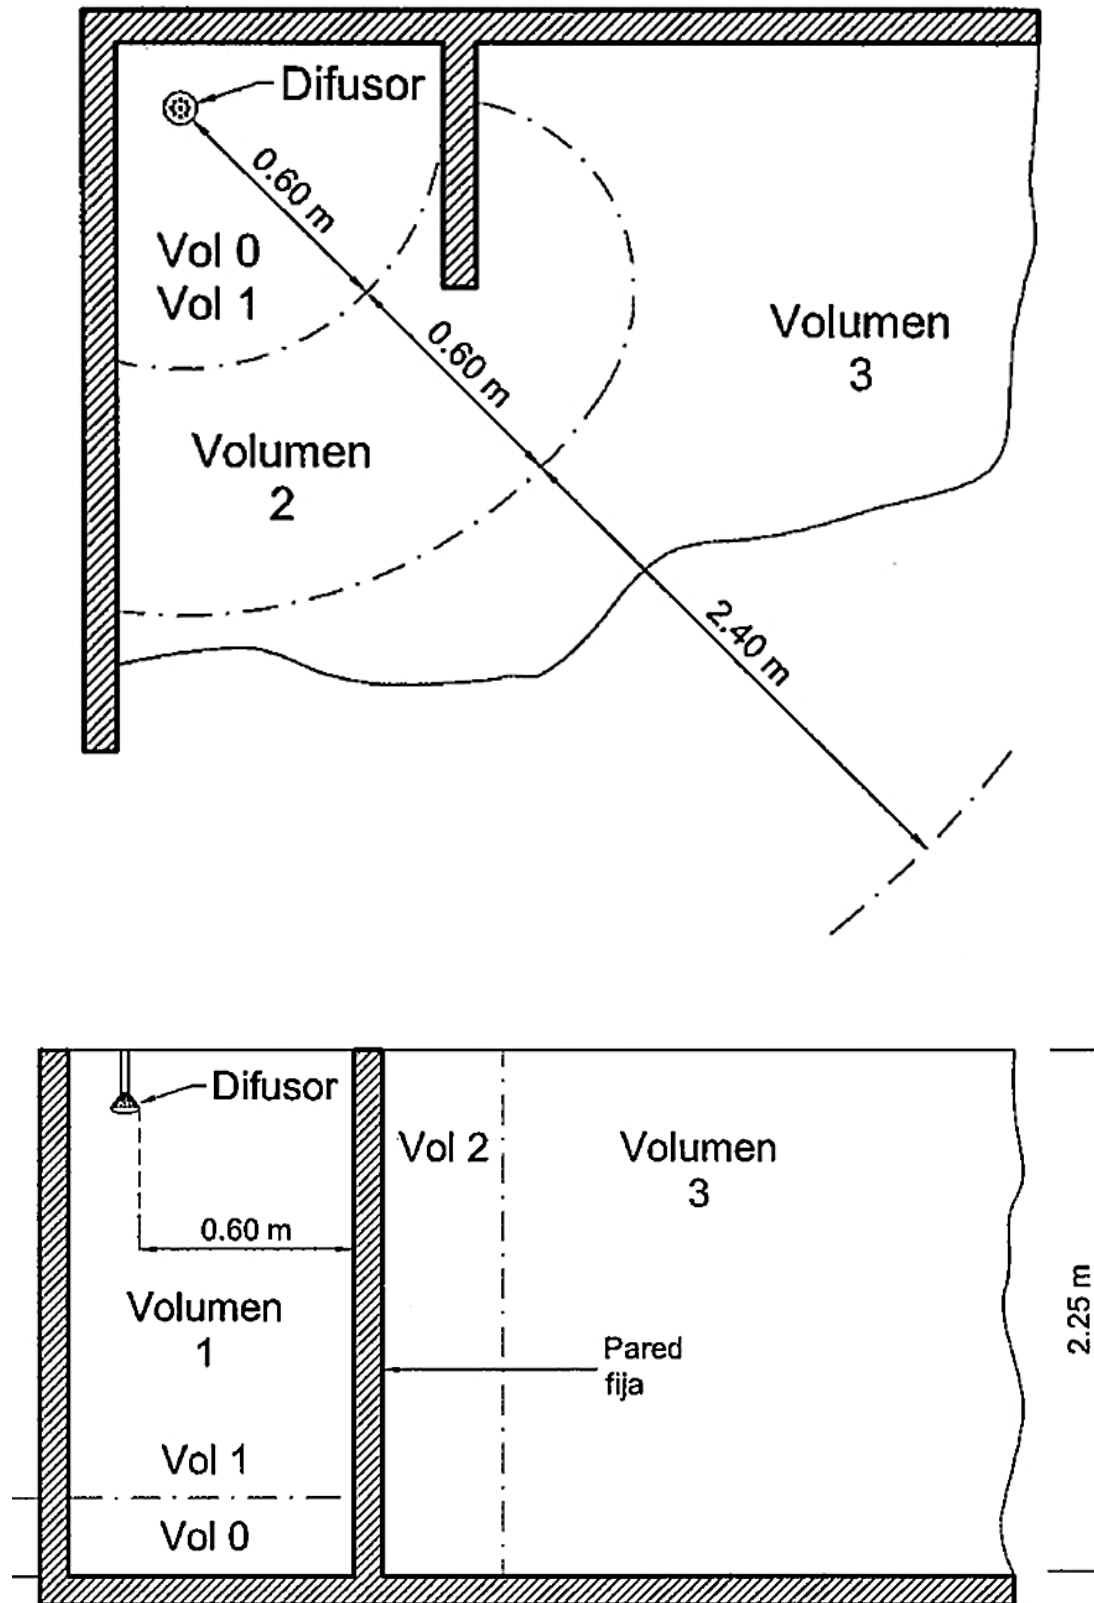 Difusor
0.60 m
Vol 0
Vol 1
0.60 m
Volumen
3
Volumen
2
2.40 m
Difusor
Vol 2
Volumen
3
0.60 m
Volumen
1
Pared
fija
2.25 m
Vol 1
Vol 0